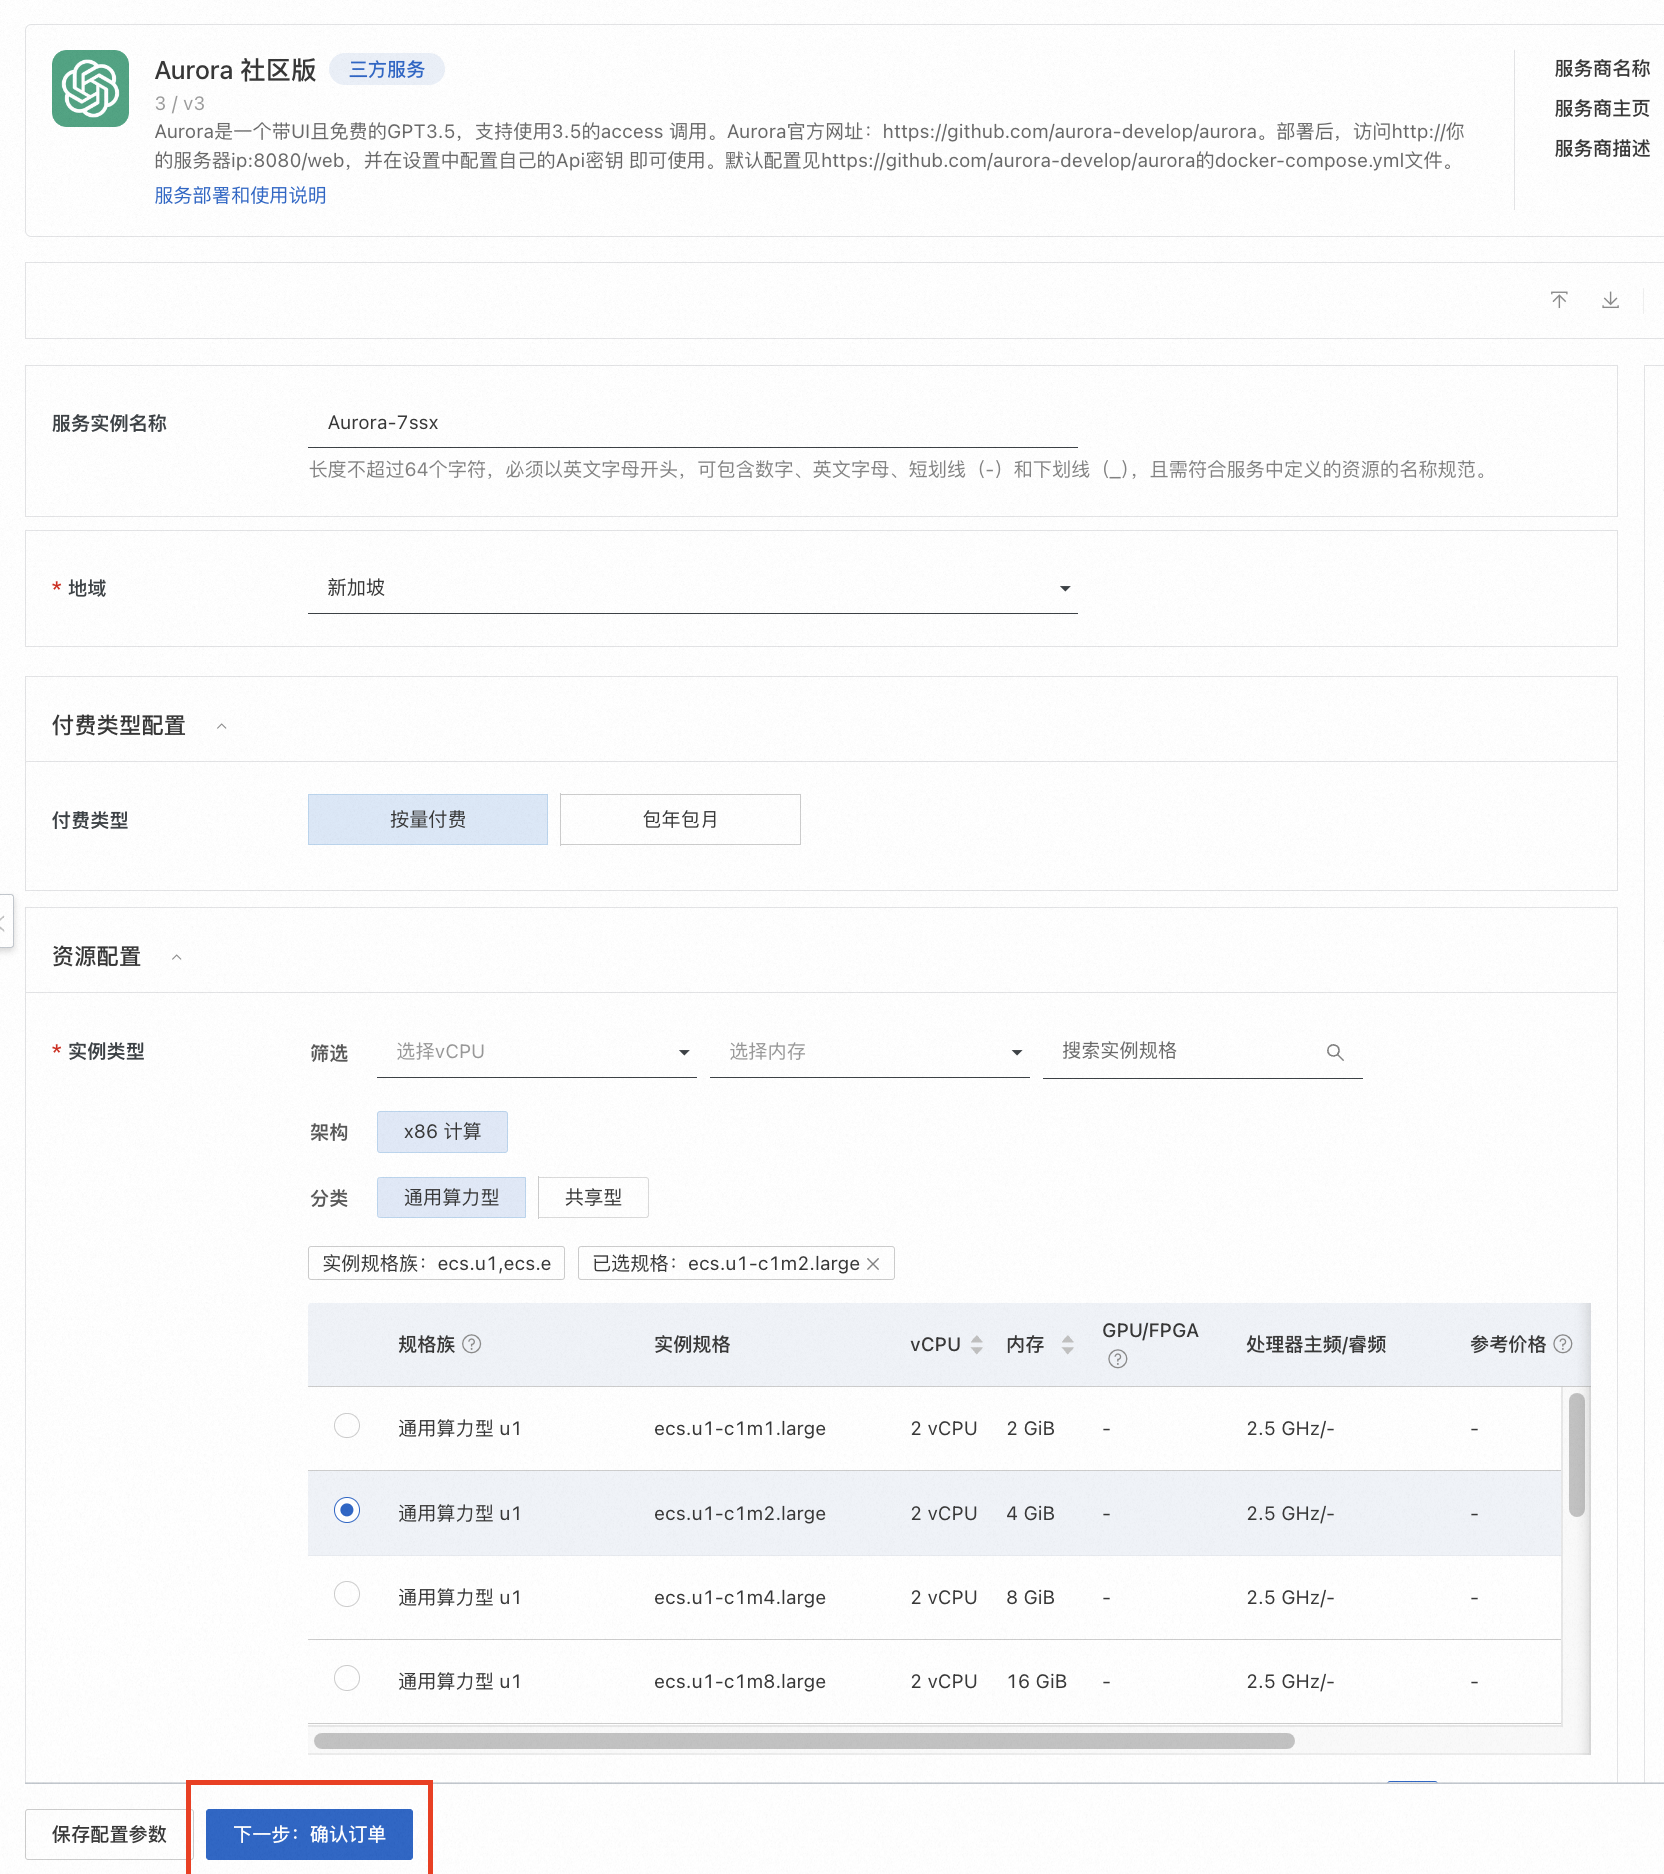 Aurora 社区版 三方服务
3 / v3
Aurora是一个带UI且免费的GPT3.5，支持使用3.5的access 调用。Aurora官方网址：https://github.com/aurora-develop/aurora。部署后，访问http://你
的服务器ip:8080/web，并在设置中配置自己的Api密钥 即可使用。默认配置见https://github.com/aurora-develop/aurora的docker-compose.yml文件。
服务部署和使用说明
服务商名称
服务商主页
服务商描述
服务实例名称 Aurora-7ssx
长度不超过64个字符，必须以英文字母开头，可包含数字、英文字母、短划线（-）和下划线（_），且需符合服务中定义的资源的名称规范。
* 地域 新加坡
付费类型配置
付费类型 按量付费 包年包月
资源配置
* 实例类型 筛选 选择vCPU 选择内存 搜索实例规格
架构 x86 计算
分类 通用算力型 共享型
实例规格族：ecs.u1,ecs.e 已选规格：ecs.u1-c1m2.large
规格族 实例规格 vCPU 内存 GPU/FPGA 处理器主频/睿频 参考价格
通用算力型 u1 ecs.u1-c1m1.large 2 vCPU 2 GiB - 2.5 GHz/- -
通用算力型 u1 ecs.u1-c1m2.large 2 vCPU 4 GiB - 2.5 GHz/- -
通用算力型 u1 ecs.u1-c1m4.large 2 vCPU 8 GiB - 2.5 GHz/- -
通用算力型 u1 ecs.u1-c1m8.large 2 vCPU 16 GiB - 2.5 GHz/- -
保存配置参数 下一步：确认订单